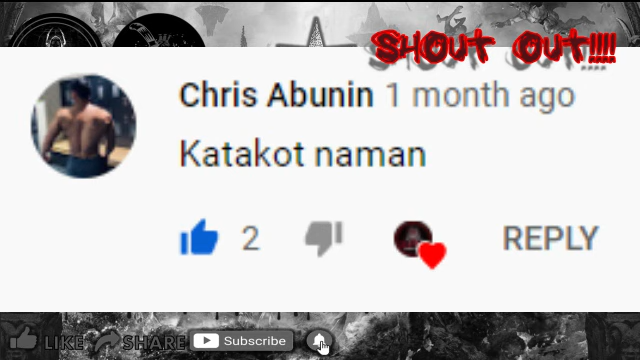 SHOUT OUT!!!!
Chris Abunin 1 month ago
Katakot naman
2
REPLY
LIKE SHARE Subscribe